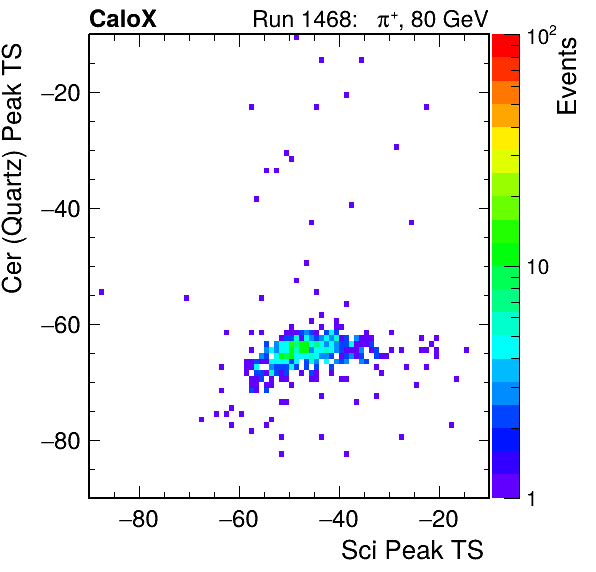 CaloX Run 1468: π⁺, 80 GeV
Cer (Quartz) Peak TS
−20
−40
−60
−80
−80 −60 −40 −20
Sci Peak TS
10²
10
1
Events